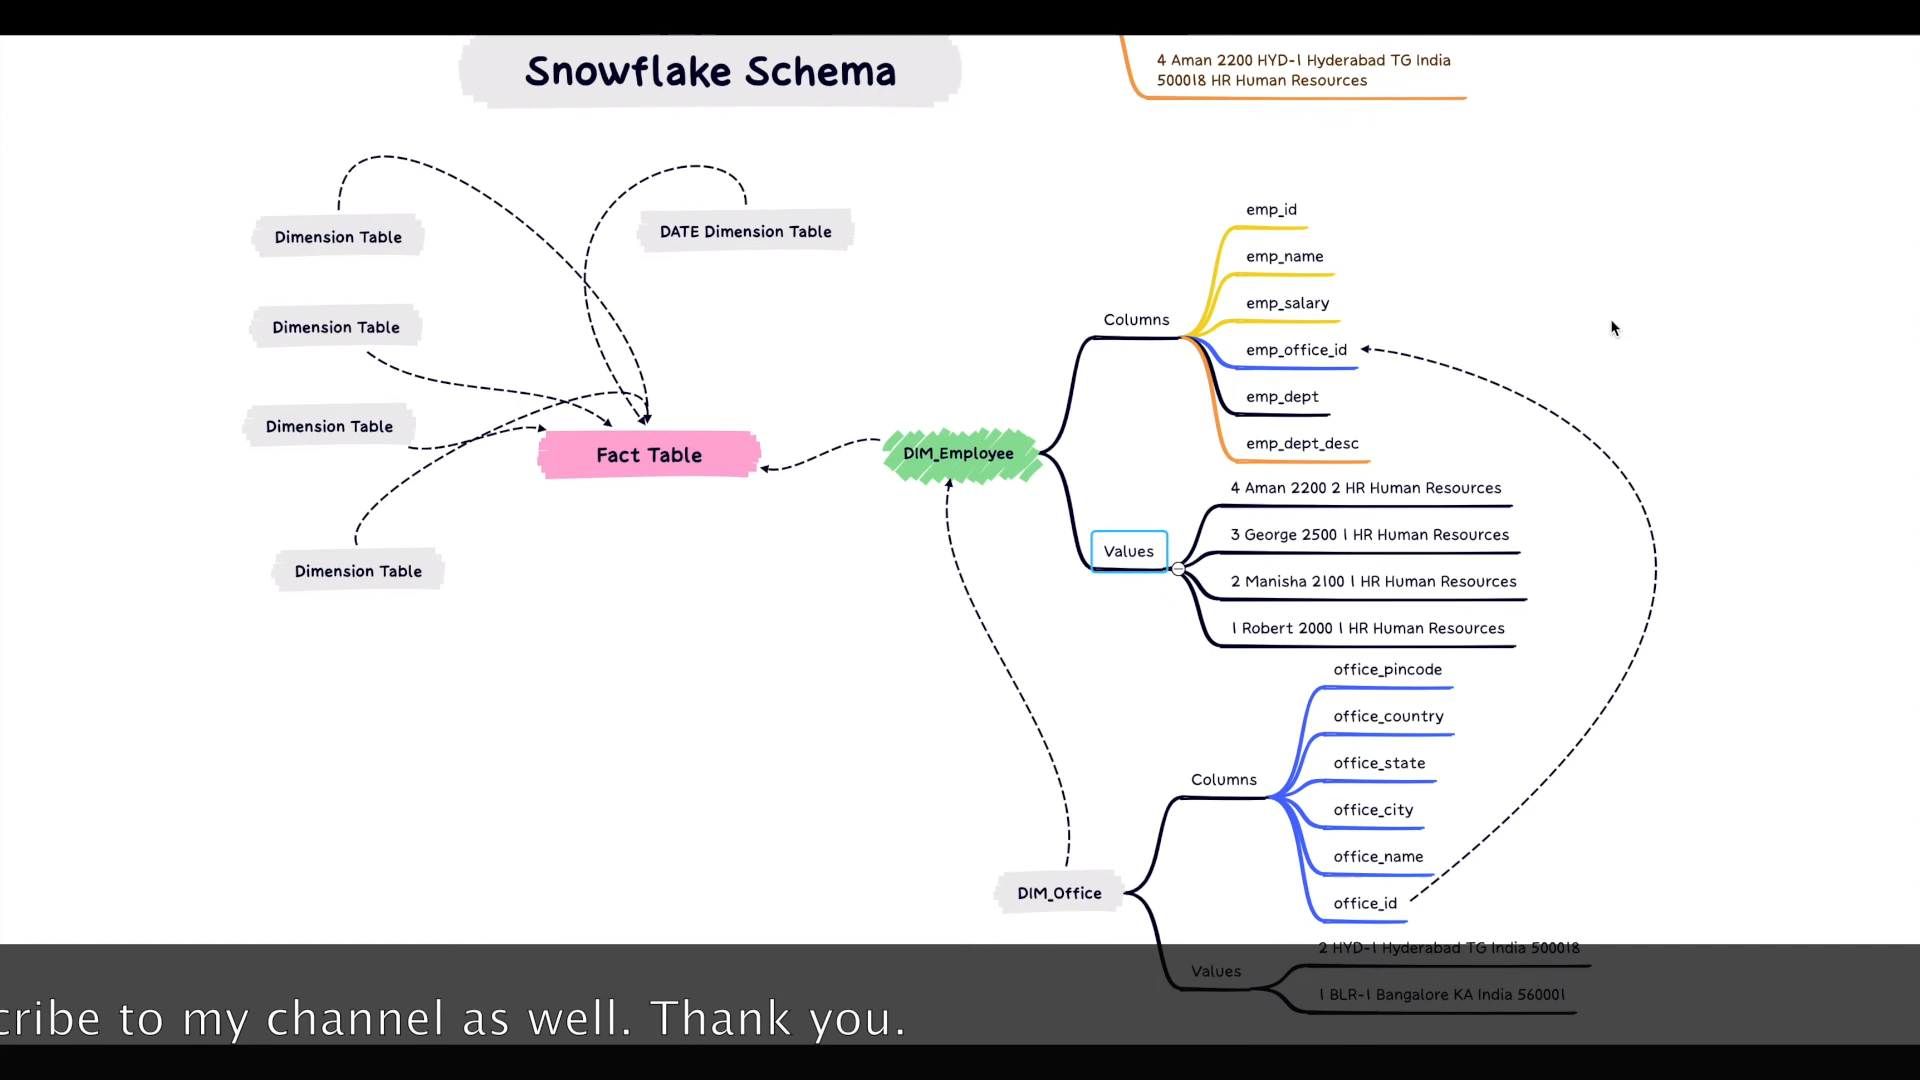 Snowflake Schema
4 Aman 2200 HYD-1 Hyderabad TG India
500018 HR Human Resources
Dimension Table
DATE Dimension Table
Dimension Table
Dimension Table
Dimension Table
Fact Table
DIM_Employee
Columns
emp_id
emp_name
emp_salary
emp_office_id
emp_dept
emp_dept_desc
Values
4 Aman 2200 2 HR Human Resources
3 George 2500 1 HR Human Resources
2 Manisha 2100 1 HR Human Resources
1 Robert 2000 1 HR Human Resources
DIM_Office
Columns
office_pincode
office_country
office_state
office_city
office_name
office_id
Values
2 HYD-1 Hyderabad TG India 500018
1 BLR-1 Bangalore KA India 560001
cribe to my channel as well. Thank you.